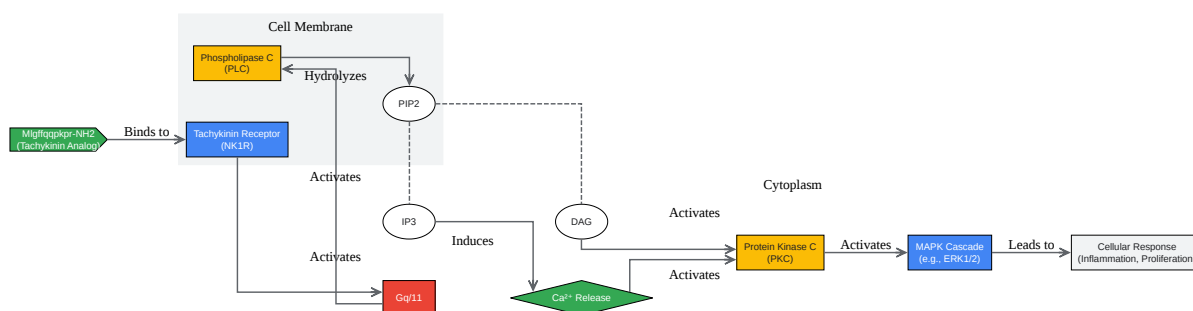 Cell Membrane
Phospholipase C
(PLC)
Hydrolyzes
PIP2
Mlgffqqpkpr-NH2
(Tachykinin Analog)
Binds to
Tachykinin Receptor
(NK1R)
Activates
Cytoplasm
IP3
Induces
DAG
Activates
Activates
Gq/11
Ca²⁺ Release
Activates
Protein Kinase C
(PKC)
Activates
MAPK Cascade
(e.g., ERK1/2)
Leads to
Cellular Response
(Inflammation, Proliferation)